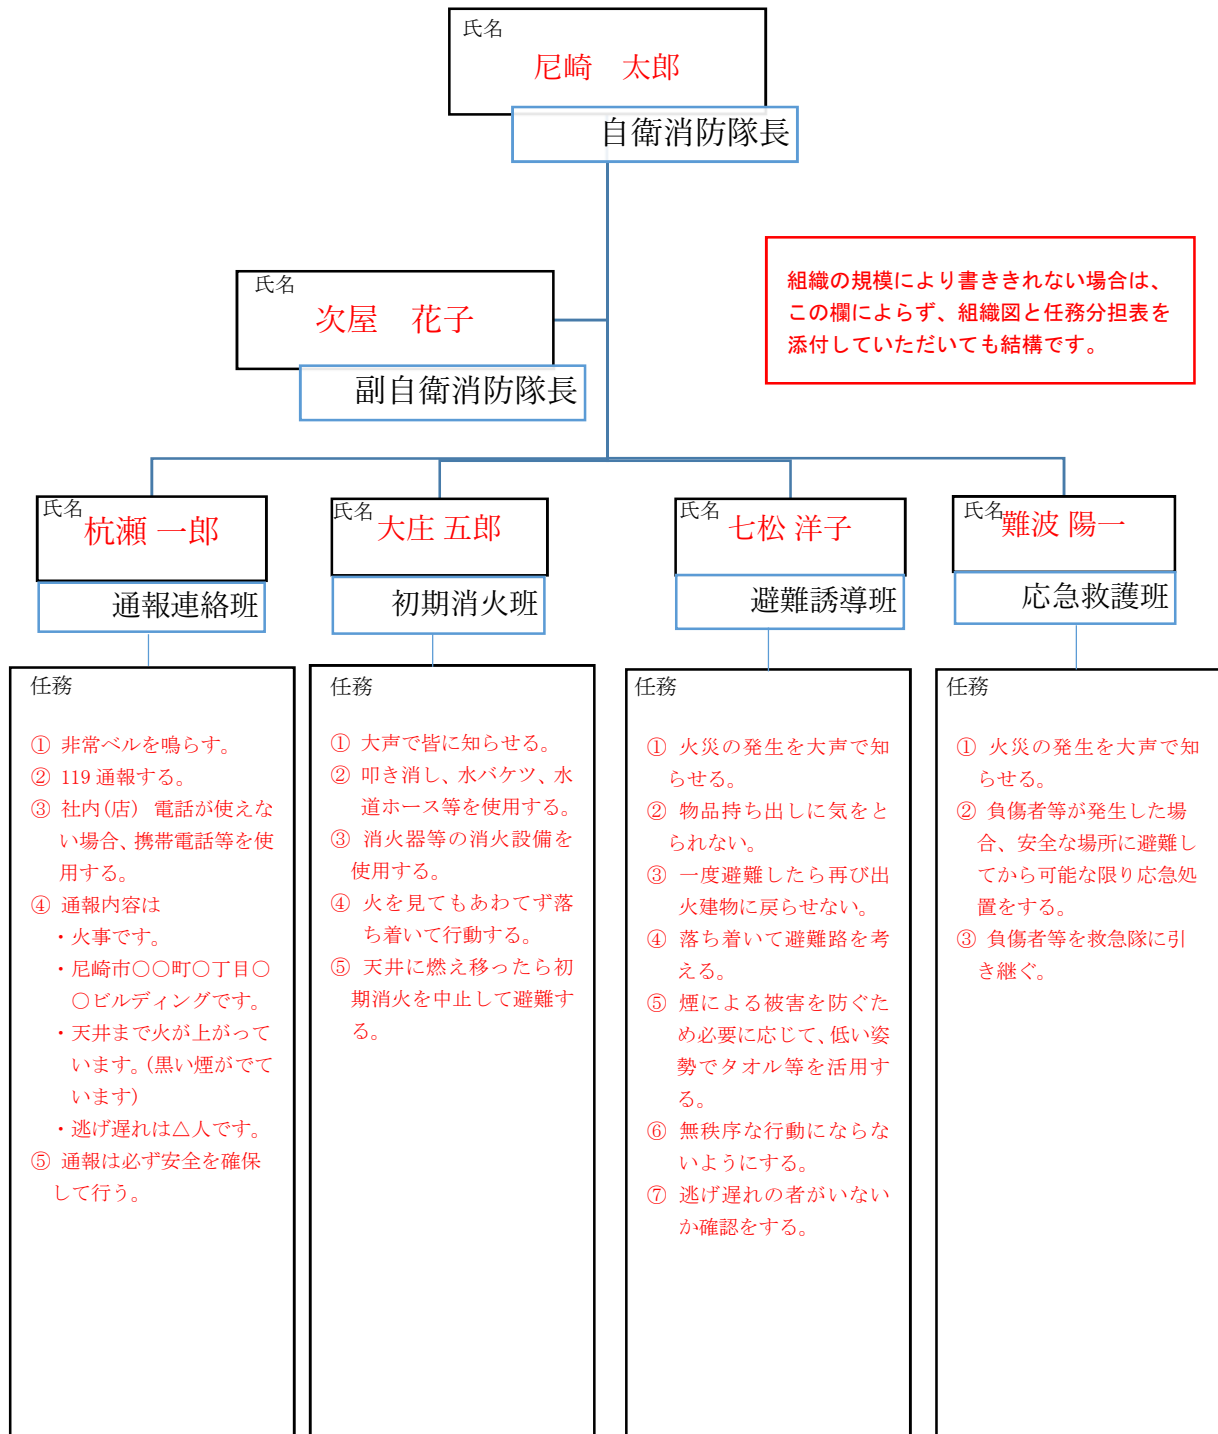 氏名
尼崎　太郎
自衛消防隊長
氏名
次屋　花子
副自衛消防隊長
組織の規模により書ききれない場合は、
この欄によらず、組織図と任務分担表を
添付していただいても結構です。
氏名
杭瀬 一郎
通報連絡班
氏名
大庄 五郎
初期消火班
氏名
七松 洋子
避難誘導班
氏名
難波 陽一
応急救護班
任務
① 非常ベルを鳴らす。
② 119 通報する。
③ 社内(店) 電話が使えな
い場合、携帯電話等を使
用する。
④ 通報内容は
・火事です。
・尼崎市○○町○丁目○
○ビルディングです。
・天井まで火が上がって
います。(黒い煙がでて
います)
・逃げ遅れは△人です。
⑤ 通報は必ず安全を確保
して行う。
任務
① 大声で皆に知らせる。
② 叩き消し、水バケツ、水
道ホース等を使用する。
③ 消火器等の消火設備を
使用する。
④ 火を見てもあわてず落
ち着いて行動する。
⑤ 天井に燃え移ったら初
期消火を中止して避難す
る。
任務
① 火災の発生を大声で知
らせる。
② 物品持ち出しに気をと
られない。
③ 一度避難したら再び出
火建物に戻らせない。
④ 落ち着いて避難路を考
える。
⑤ 煙による被害を防ぐた
め必要に応じて、低い姿
勢でタオル等を活用す
る。
⑥ 無秩序な行動にならな
いようにする。
⑦ 逃げ遅れの者がいない
か確認をする。
任務
① 火災の発生を大声で知
らせる。
② 負傷者等が発生した場
合、安全な場所に避難し
てから可能な限り応急処
置をする。
③ 負傷者等を救急隊に引
き継ぐ。